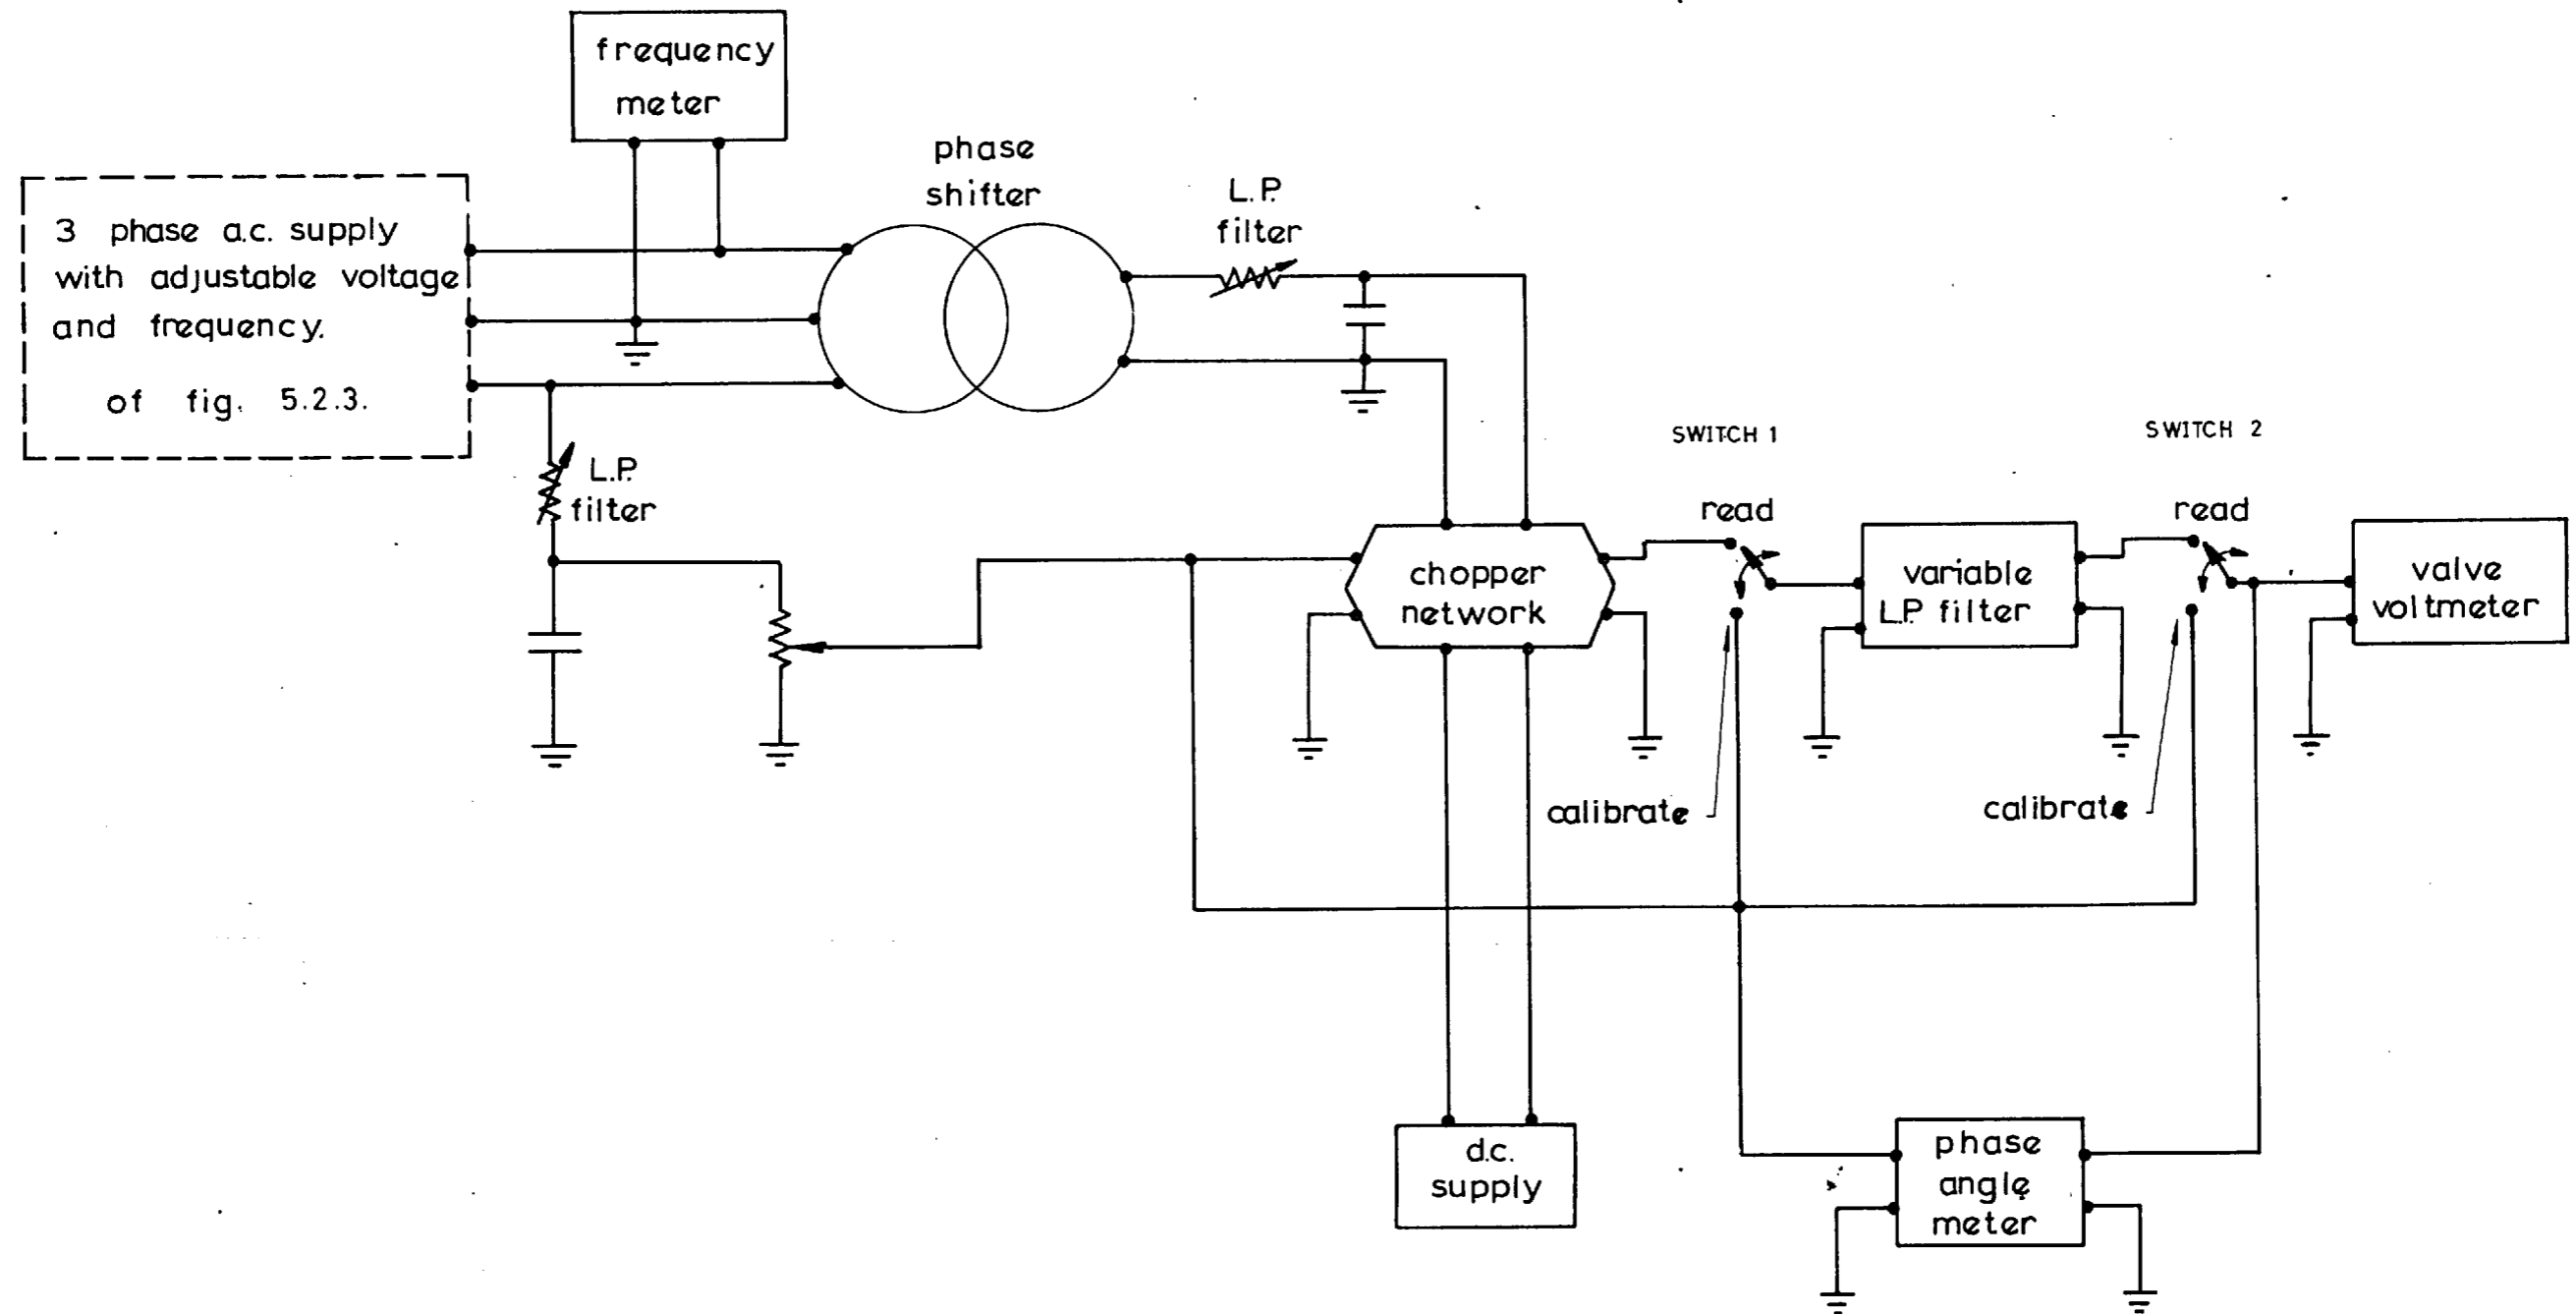 frequency
meter
phase
shifter
L.P.
filter
3 phase a.c. supply
with adjustable voltage
and frequency.
of fig. 5.2.3.
L.P.
filter
SWITCH 1
SWITCH 2
read
read
chopper
network
variable
L.P. filter
valve
voltmeter
calibrate
calibrate
d.c.
supply
phase
angle
meter